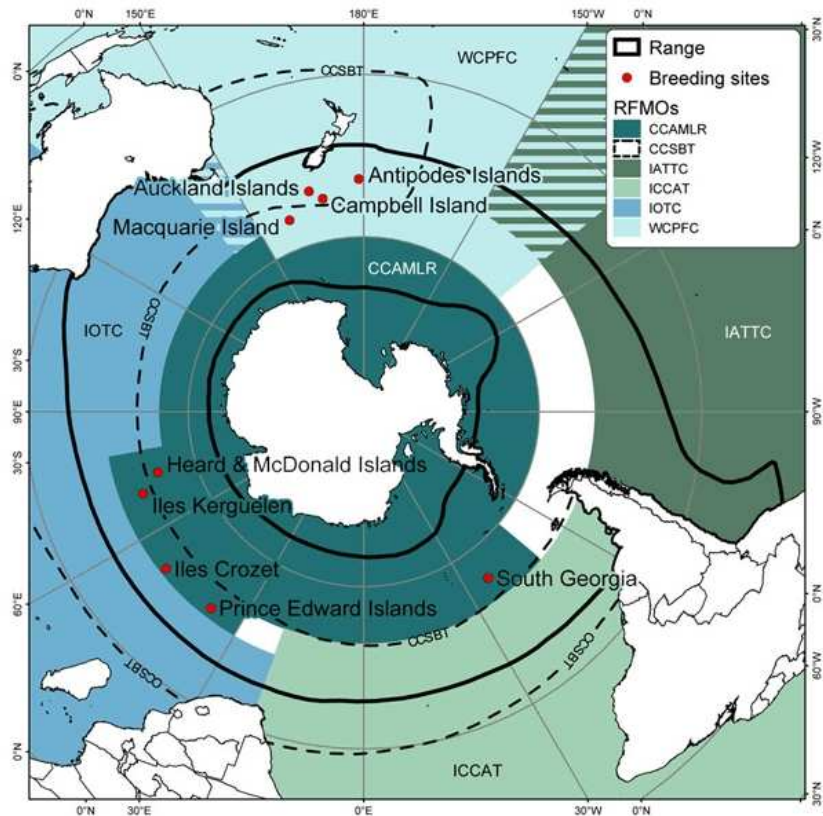 0°N 150°E 180°E 150°W 0°N
30°N
Range
Breeding sites
RFMOs
CCAMLR
CCSBT
IATTC
ICCAT
IOTC
WCPFC
WCPFC
CCSBT
0°N
120°W
Antipodes Islands
Auckland Islands
Campbell Island
Macquarie Island
120°E
0°N
CCAMLR
CCSBT
IOTC
IATTC
30°S
90°E
90°W
30°S
Heard & McDonald Islands
Iles Kerguelen
Iles Crozet
South Georgia
Prince Edward Islands
60°E
0°N
CCSBT
CCSBT
CCSBT
60°W
0°N
ICCAT
30°N
0°N 30°E 0°E 30°W 0°N